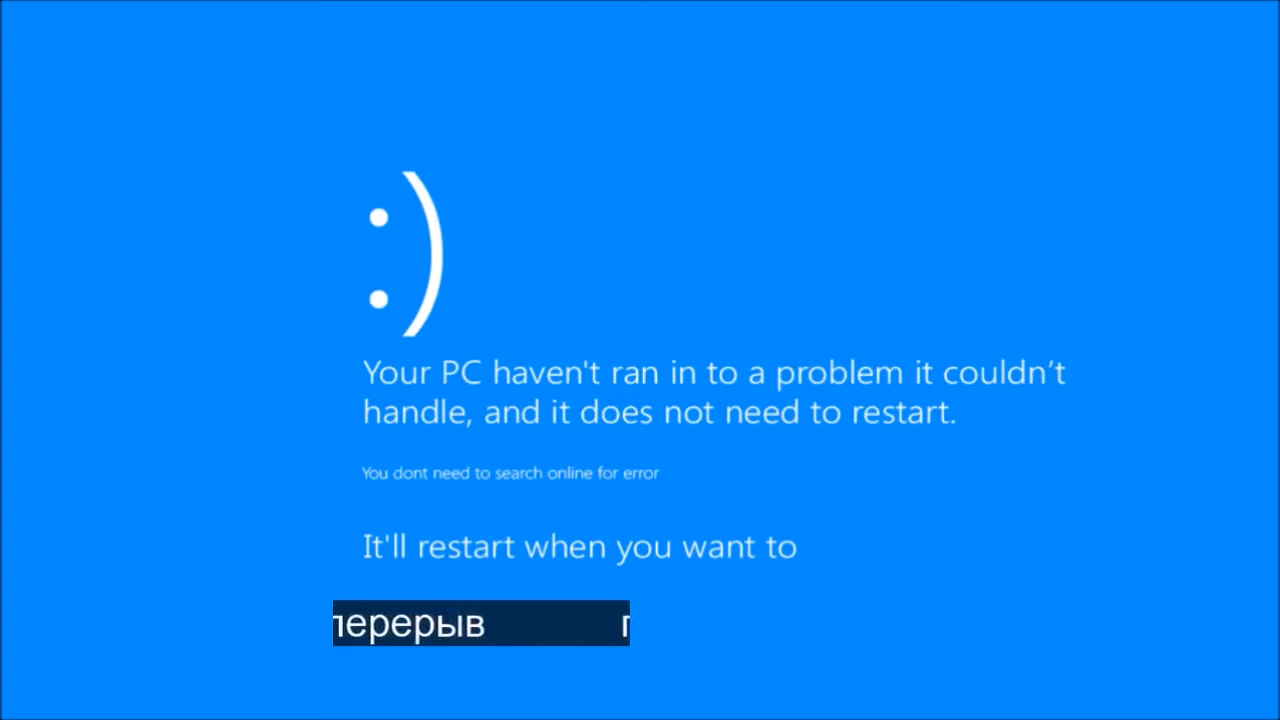 :)
Your PC haven't ran in to a problem it couldn’t
handle, and it does not need to restart.
You dont need to search online for error
It'll restart when you want to
перерыв п